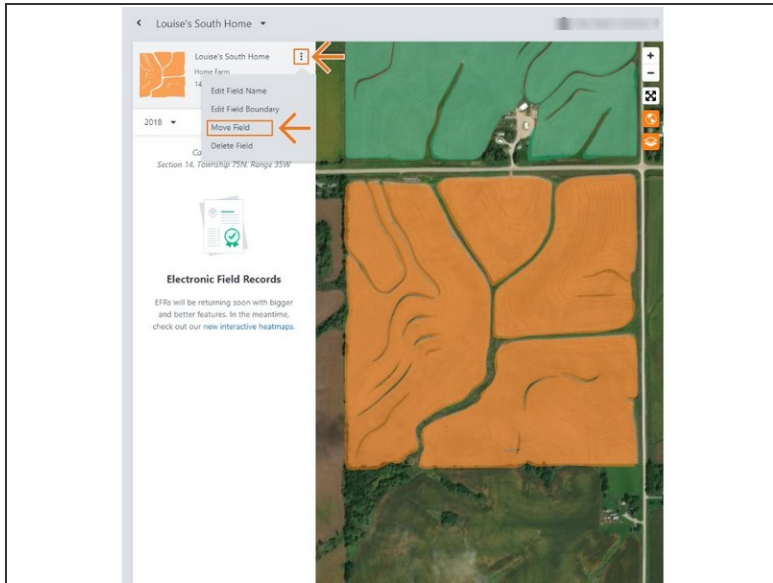 Louise's South Home
Louise's South Home
Home Farm
14
Edit Field Name
Edit Field Boundary
2018
Move Field
Delete Field
Co
Section 14, Township 75N, Range 35W
Electronic Field Records
EFRs will be returning soon with bigger
and better features. In the meantime,
check out our new interactive heatmaps.